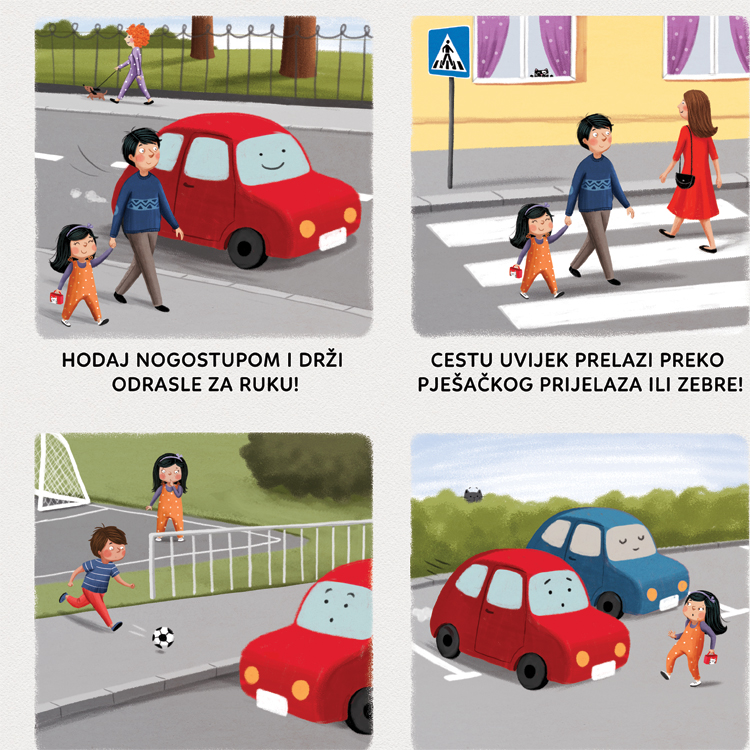 HODAJ NOGOSTUPOM I DRŽI
ODRASLE ZA RUKU!
CESTU UVIJEK PRELAZI PREKO
PJEŠAČKOG PRIJELAZA ILI ZEBRE!